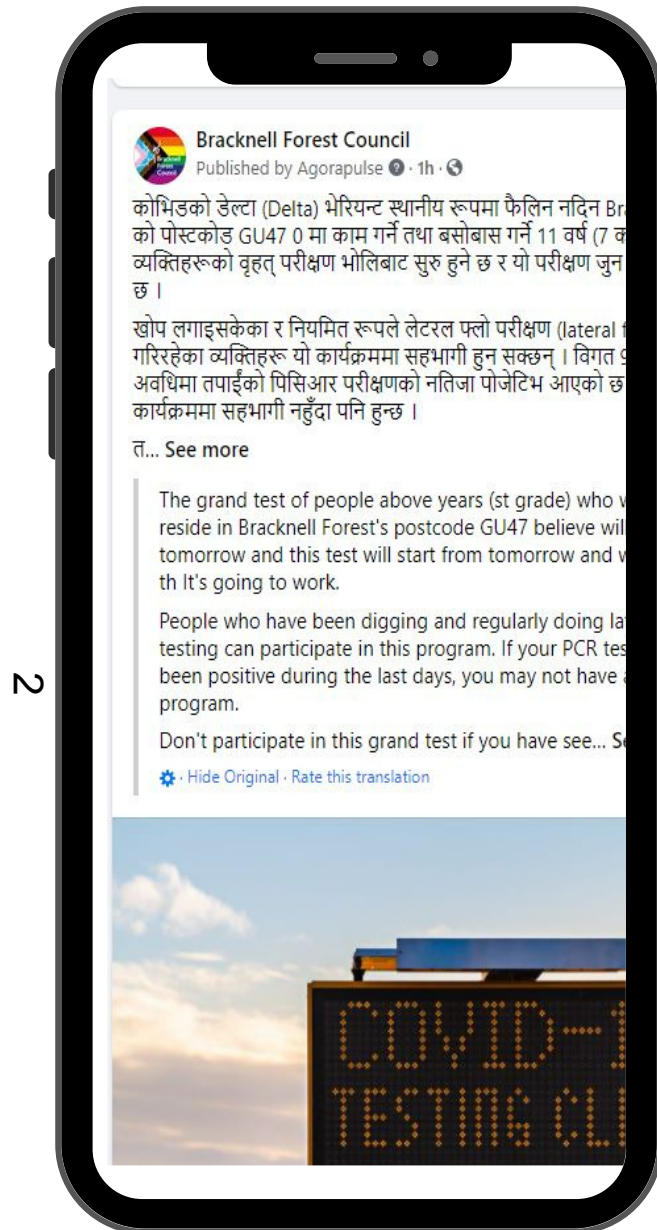 Bracknell Forest Council
Published by Agorapulse · 1h ·
कोभिडको डेल्टा (Delta) भेरियन्ट स्थानीय रूपमा फैलिन नदिन Br
को पोस्टकोड GU47 0 मा काम गर्ने तथा बसोबास गर्ने 11 वर्ष (7 क
व्यक्तिहरूको वृहत् परीक्षण भोलिबाट सुरु हुने छ र यो परीक्षण जुन
छ ।
खोप लगाइसकेका र नियमित रूपले लेटरल फ्लो परीक्षण (lateral f
गरिरहेका व्यक्तिहरू यो कार्यक्रममा सहभागी हुन सक्छन् । विगत 9
अवधिमा तपाईंको पिसिआर परीक्षणको नतिजा पोजेटिभ आएको छ
कार्यक्रममा सहभागी नहुँदा पनि हुन्छ ।
त... See more
The grand test of people above years (st grade) who w
reside in Bracknell Forest's postcode GU47 believe will
tomorrow and this test will start from tomorrow and w
th It's going to work.
People who have been digging and regularly doing la
testing can participate in this program. If your PCR tes
been positive during the last days, you may not have a
program.
Don't participate in this grand test if you have see... Se
· Hide Original · Rate this translation
COVID-1
TESTING CLI
2